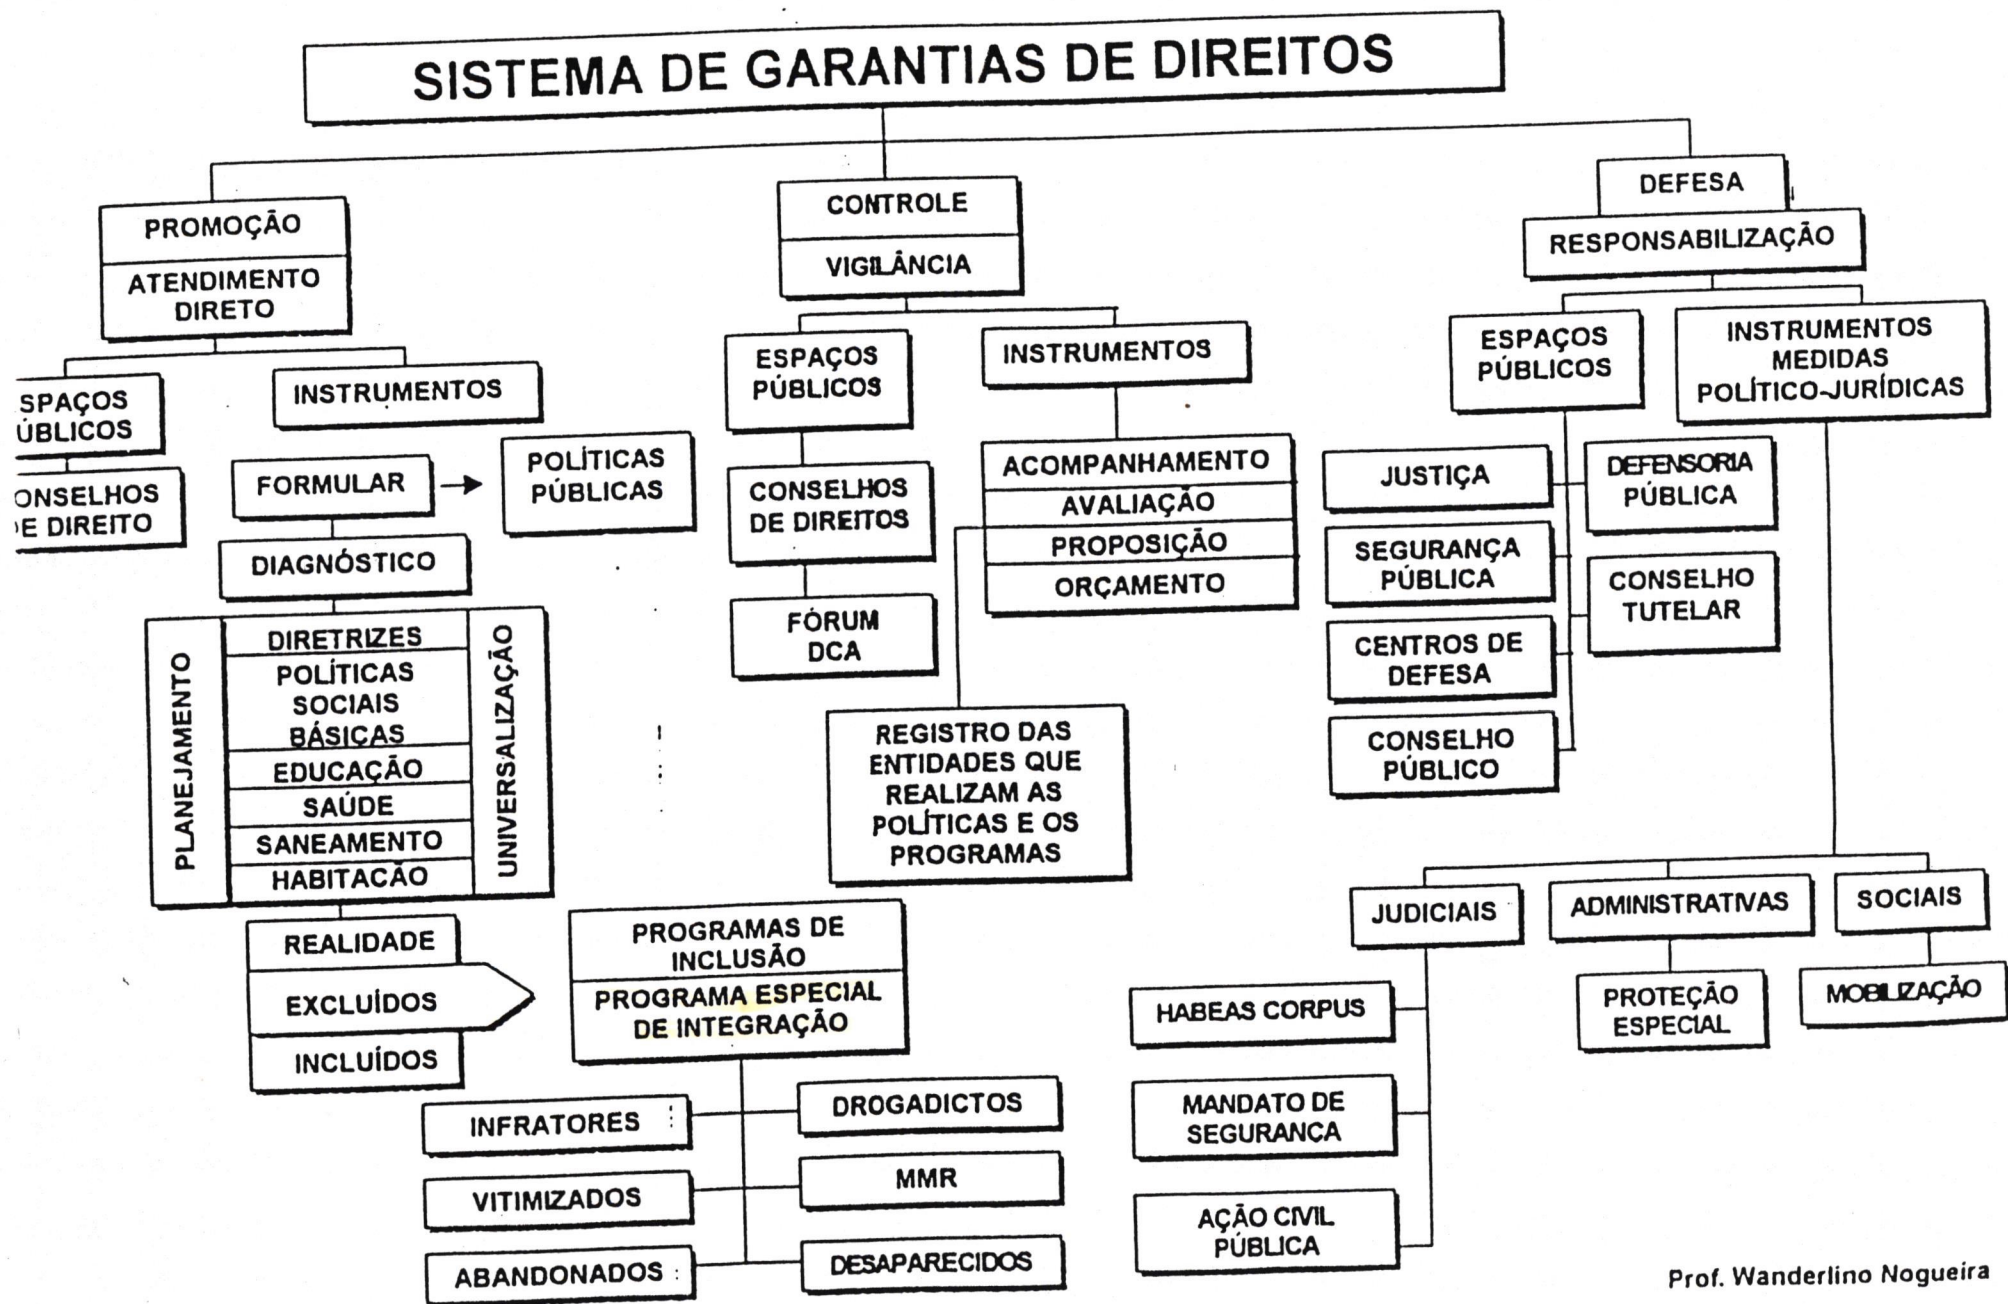 SISTEMA DE GARANTIAS DE DIREITOS
PROMOÇÃO
ATENDIMENTO
DIRETO
SPAÇOS
ÚBLICOS
ONSELHOS
DE DIREITO
INSTRUMENTOS
FORMULAR
POLÍTICAS
PÚBLICAS
DIAGNÓSTICO
PLANEJAMENTO
DIRETRIZES
POLÍTICAS
SOCIAIS
BÁSICAS
EDUCAÇÃO
SAÚDE
SANEAMENTO
HABITACÃO
UNIVERSALIZAÇÃO
REALIDADE
EXCLUÍDOS
INCLUÍDOS
PROGRAMAS DE
INCLUSÃO
PROGRAMA ESPECIAL
DE INTEGRAÇÃO
INFRATORES
DROGADICTOS
VITIMIZADOS
MMR
ABANDONADOS
DESAPARECIDOS
CONTROLE
VIGILÂNCIA
ESPAÇOS
PÚBLICOS
CONSELHOS
DE DIREITOS
FÓRUM
DCA
INSTRUMENTOS
ACOMPANHAMENTO
AVALIAÇÃO
PROPOSIÇÃO
ORÇAMENTO
REGISTRO DAS
ENTIDADES QUE
REALIZAM AS
POLÍTICAS E OS
PROGRAMAS
DEFESA
RESPONSABILIZAÇÃO
ESPAÇOS
PÚBLICOS
JUSTIÇA
DEFENSORIA
PÚBLICA
SEGURANÇA
PÚBLICA
CONSELHO
TUTELAR
CENTROS DE
DEFESA
CONSELHO
PÚBLICO
INSTRUMENTOS
MEDIDAS
POLÍTICO-JURÍDICAS
JUDICIAIS
HABEAS CORPUS
MANDATO DE
SEGURANCA
AÇÃO CIVIL
PÚBLICA
ADMINISTRATIVAS
PROTEÇÃO
ESPECIAL
SOCIAIS
MOBILIZAÇÃO
Prof. Wanderlino Nogueira